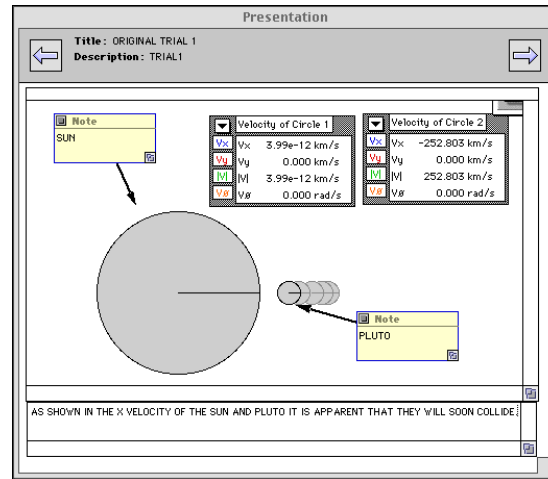 Presentation
Title: ORIGINAL TRIAL 1
Description: TRIAL1
Note
SUN
Velocity of Circle 1
Vx Vx 3.99e-12 km/s
Vy Vy 0.000 km/s
|V| |V| 3.99e-12 km/s
Vø Vø 0.000 rad/s
Velocity of Circle 2
Vx Vx -252.803 km/s
Vy Vy 0.000 km/s
|V| |V| 252.803 km/s
Vø Vø 0.000 rad/s
Note
PLUTO
AS SHOWN IN THE X VELOCITY OF THE SUN AND PLUTO IT IS APPARENT THAT THEY WILL SOON COLLIDE.